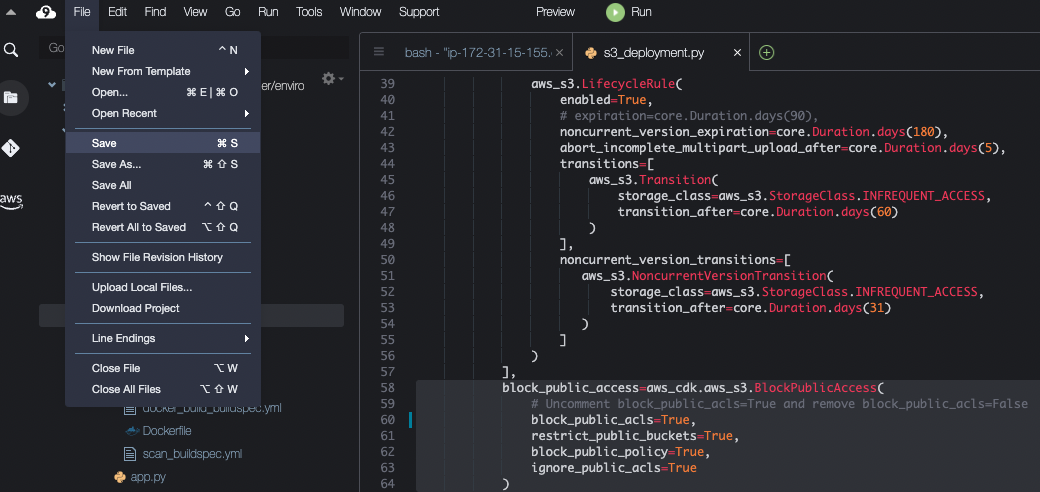 File Edit Find View Go Run Tools Window Support Preview Run
Go
bash - "ip-172-31-15-155. ×
s3_deployment.py ×
New File ^ N
New From Template
Open... ⌘ E | ⌘ O
Open Recent
Save ⌘ S
Save As... ⌘ ⇧ S
Save All
Revert to Saved ^ ⇧ Q
Revert All to Saved ⌥ ⇧ Q
Show File Revision History
Upload Local Files...
Download Project
Line Endings
Close File ⌥ W
Close All Files ⌥ ⇧ W
er/enviro
aws
docker_build_buildspec.yml
Dockerfile
scan_buildspec.yml
app.py
39 aws_s3.LifecycleRule(
40 enabled=True,
41 # expiration=core.Duration.days(90),
42 noncurrent_version_expiration=core.Duration.days(180),
43 abort_incomplete_multipart_upload_after=core.Duration.days(5),
44 transitions=[
45 aws_s3.Transition(
46 storage_class=aws_s3.StorageClass.INFREQUENT_ACCESS,
47 transition_after=core.Duration.days(60)
48 )
49 ],
50 noncurrent_version_transitions=[
51 aws_s3.NoncurrentVersionTransition(
52 storage_class=aws_s3.StorageClass.INFREQUENT_ACCESS,
53 transition_after=core.Duration.days(31)
54 )
55 ]
56 )
57 ],
58 block_public_access=aws_cdk.aws_s3.BlockPublicAccess(
59 # Uncomment block_public_acls=True and remove block_public_acls=False
60 block_public_acls=True,
61 restrict_public_buckets=True,
62 block_public_policy=True,
63 ignore_public_acls=True
64 )